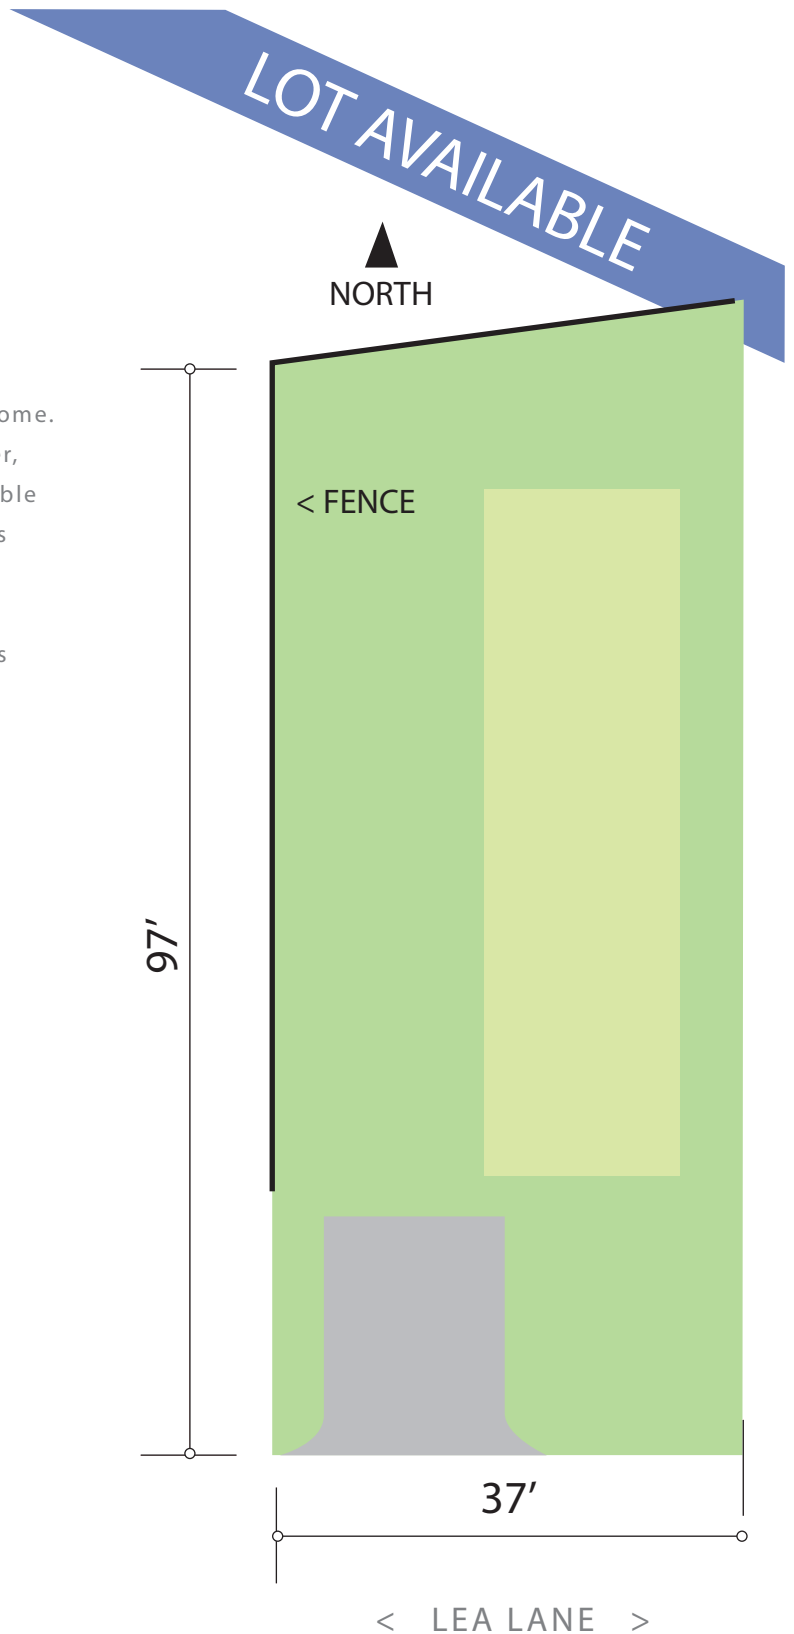 LOT AVAILABLE
NORTH
< FENCE
97’
37’
< LEA LANE >